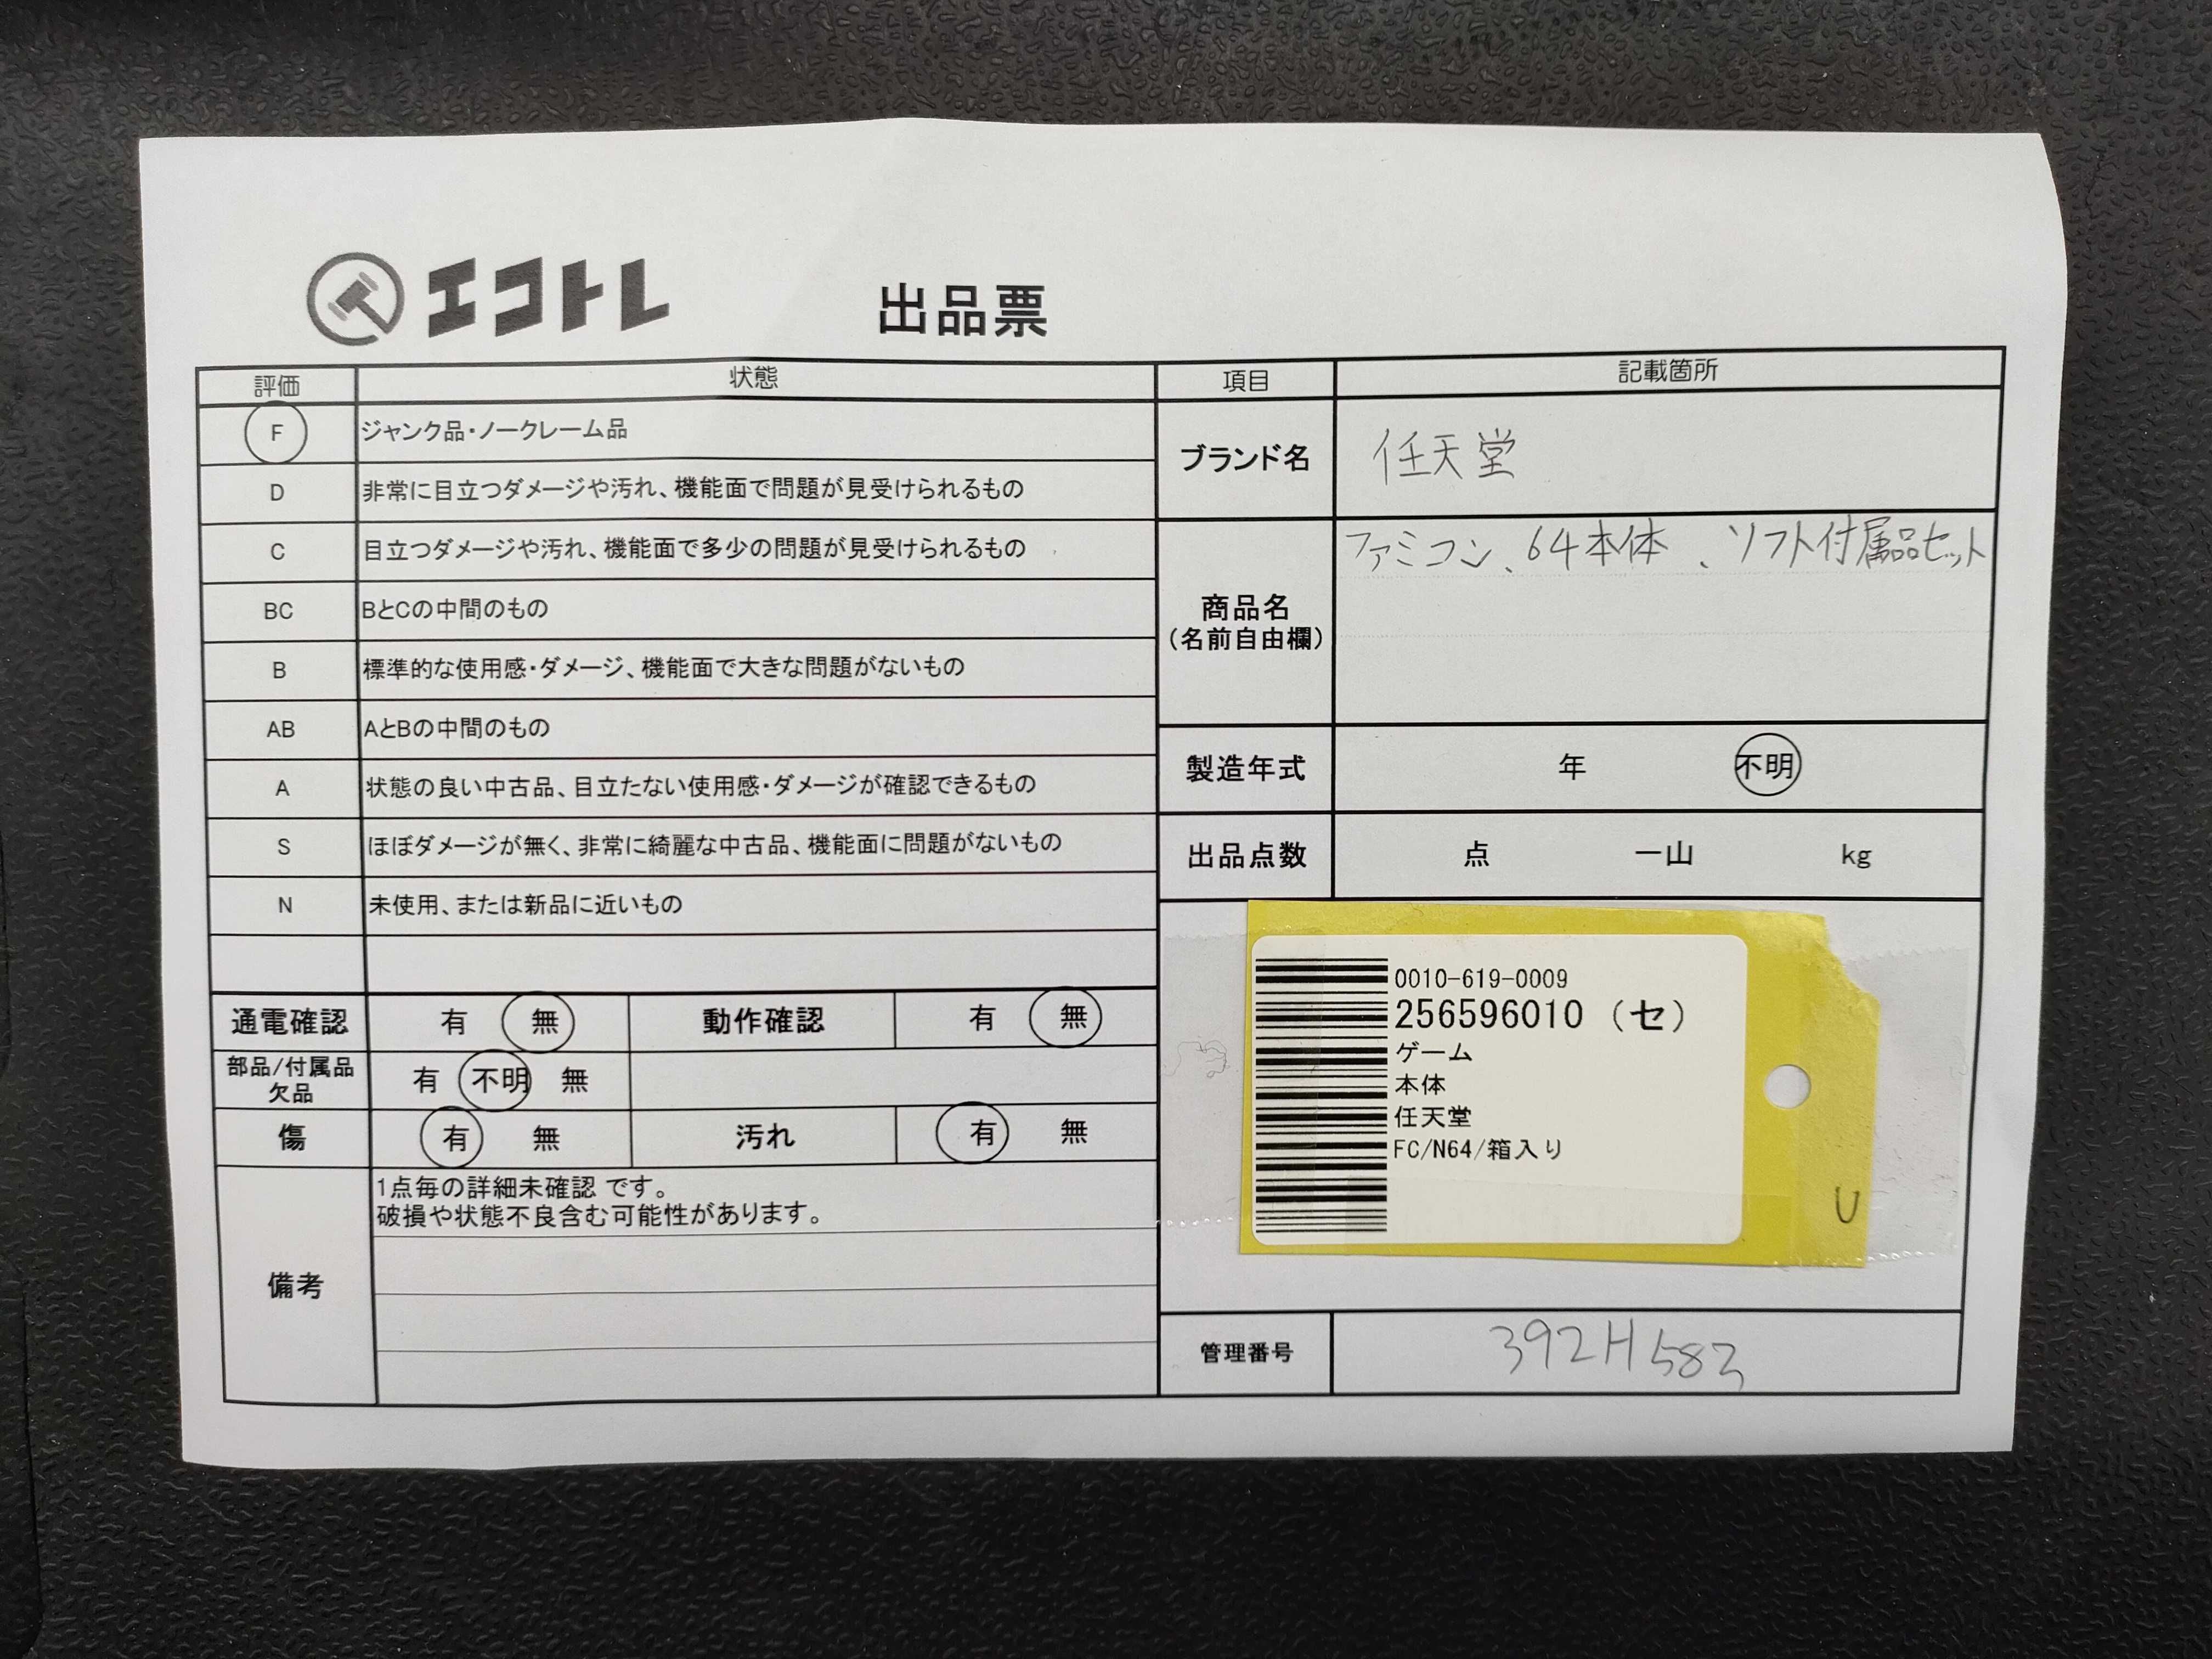 エコトレ
出品票
評価 状態
F ジャンク品・ノークレーム品
D 非常に目立つダメージや汚れ、機能面で問題が見受けられるもの
C 目立つダメージや汚れ、機能面で多少の問題が見受けられるもの
BC BとCの中間のもの
B 標準的な使用感・ダメージ、機能面で大きな問題がないもの
AB AとBの中間のもの
A 状態の良い中古品、目立たない使用感・ダメージが確認できるもの
S ほぼダメージが無く、非常に綺麗な中古品、機能面に問題がないもの
N 未使用、または新品に近いもの
通電確認 有 無 動作確認 有 無
部品/付属品
欠品 有 不明 無
傷 有 無 汚れ 有 無
備考
1点毎の詳細未確認 です。
破損や状態不良含む可能性があります。
項目 記載箇所
ブランド名 任天堂
商品名
(名前自由欄)
ファミコン、64本体、ソフト付属品セット
製造年式 年 不明
出品点数 点 一山 kg
0010-619-0009
256596010 (セ)
ゲーム
本体
任天堂
FC/N64/箱入り
U
管理番号 392H583